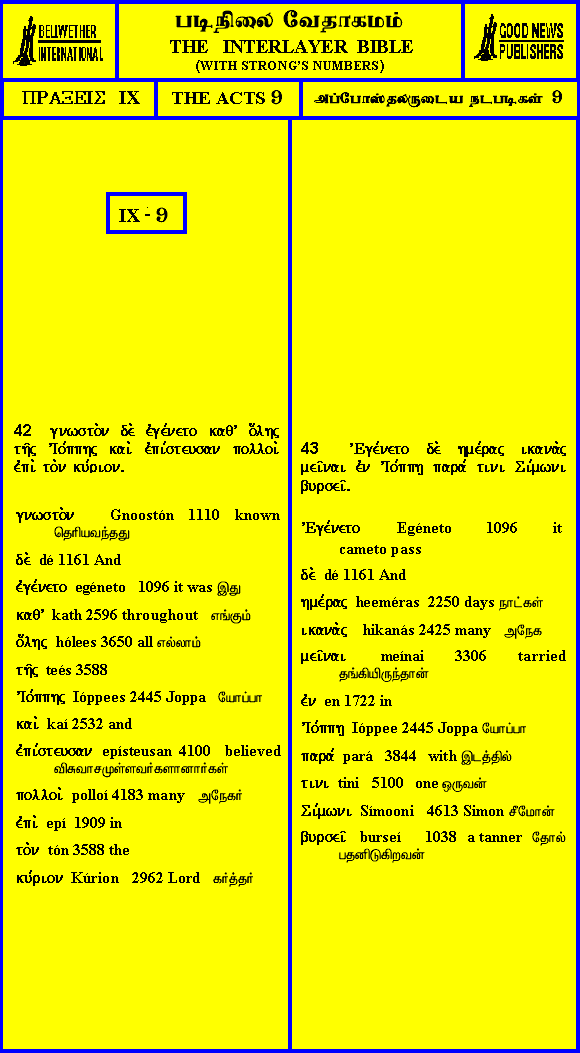 BELLWETHER
INTERNATIONAL
படிநிலை வேதாகமம்
THE INTERLAYER BIBLE
(WITH STRONG'S NUMBERS)
GOOD NEWS
PUBLISHERS
ΠΡΑΞΕΙΣ IX
THE ACTS 9
அப்போஸ்தலருடைய நடபடிகள் 9
IX - 9
42 γνωστὸν δὲ ἐγένετο καθ’ ὅλης
τῆς Ἰόππης καὶ ἐπίστευσαν πολλοὶ
ἐπὶ τὸν κύριον.
γνωστὸν Gnoostón 1110 known
தெரியவந்தது
δὲ dé 1161 And
ἐγένετο egéneto 1096 it was இது
καθ’ kath 2596 throughout எங்கும்
ὅλης hólees 3650 all எல்லாம்
τῆς teés 3588
Ἰόππης Ióppees 2445 Joppa யோப்பா
καὶ kaí 2532 and
ἐπίστευσαν epísteusan 4100 believed
விசுவாசமுள்ளவர்களானார்கள்
πολλοὶ polloí 4183 many அநேகர்
ἐπὶ epí 1909 in
τὸν tón 3588 the
κύριον Kúrion 2962 Lord கர்த்தர்
43 Ἐγένετο δὲ ημέρας ικανὰς
μεῖναι ἐν Ἰόππῃ παρά τινι Σίμωνι
βυρσεῖ.
Ἐγένετο Egéneto 1096 it
cameto pass
δὲ dé 1161 And
ημέρας heeméras 2250 days நாட்கள்
ικανὰς hikanás 2425 many அநேக
μεῖναι meínai 3306 tarried
தங்கியிருந்தான்
ἐν en 1722 in
Ἰόππῃ Ióppee 2445 Joppa யோப்பா
παρά pará 3844 with இடத்தில்
τινι tini 5100 one ஒருவன்
Σίμωνι Símooni 4613 Simon சீமோன்
βυρσεῖ burseí 1038 a tanner தோல்
பதனிடுகிறவன்